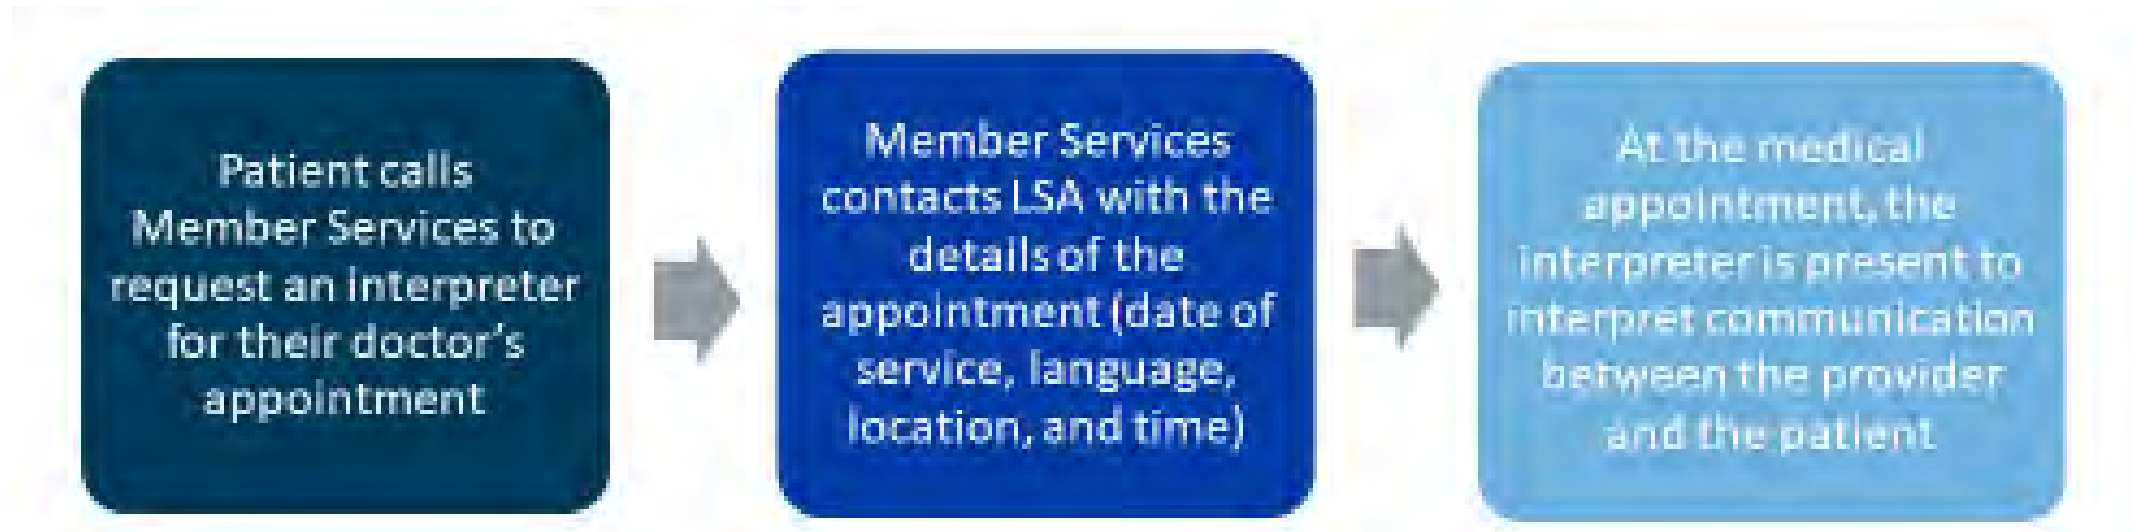 Patient calls
Member Services to
request an interpreter
for their doctor's
appointment
Member Services
contacts LSA with the
details of the
appointment (date of
service, language,
location, and time)
At the medical
appointment, the
interpreter is present to
interpret communication
between the provider
and the patient